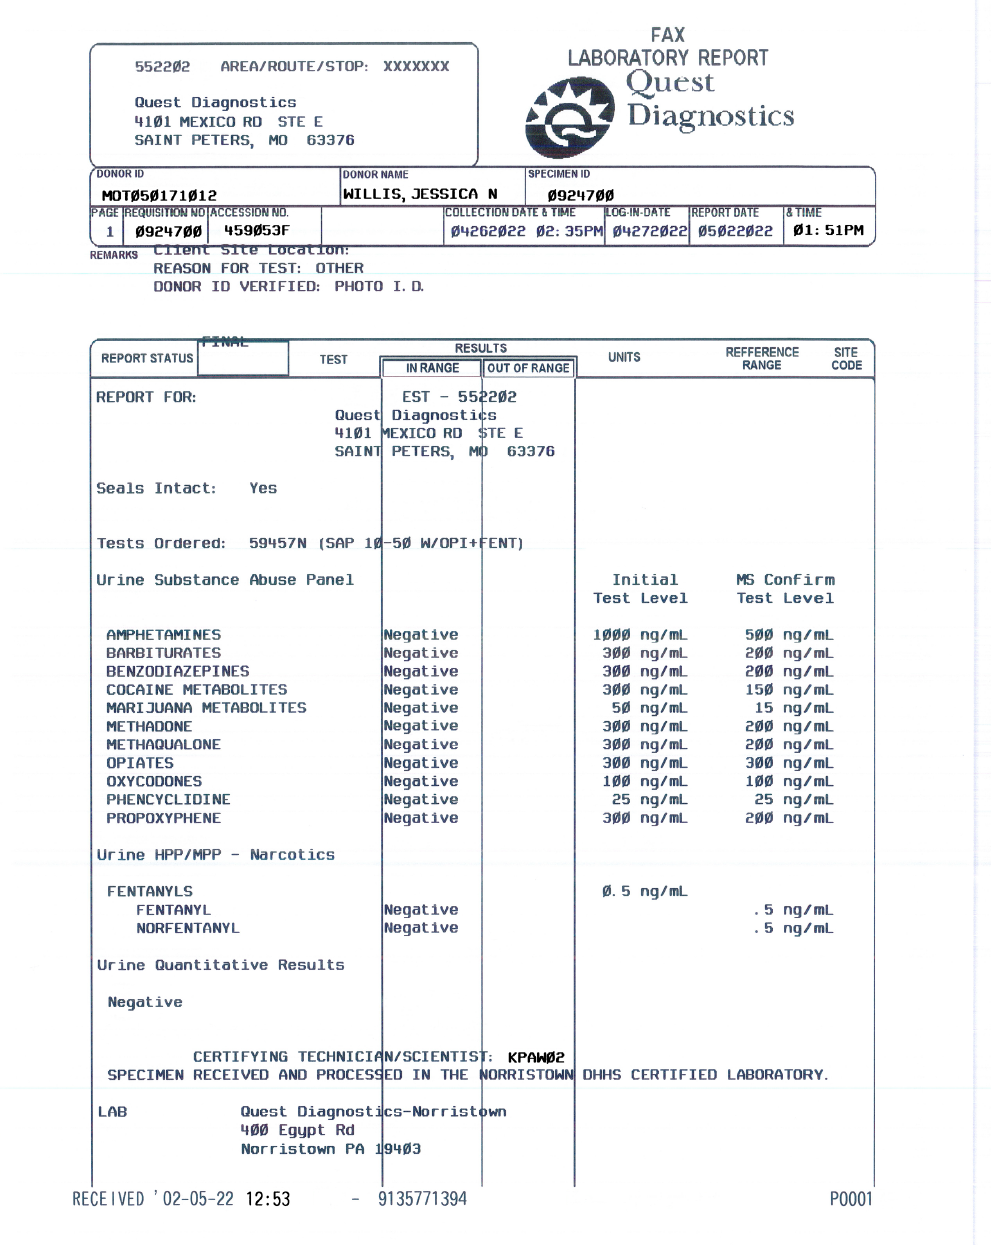 FAX
LABORATORY REPORT
Quest
Diagnostics
552202 AREA/ROUTE/STOP: XXXXXXX
Quest Diagnostics
4101 MEXICO RD STE E
SAINT PETERS, MO 63376
DONOR ID DONOR NAME SPECIMEN ID
MOT050171012 WILLIS, JESSICA N 0924700
PAGE REQUISITION NO ACCESSION NO. COLLECTION DATE & TIME LOG-IN-DATE REPORT DATE & TIME
1 0924700 459053F 04262022 02:35PM 04272022 05022022 01:51PM
REMARKS Client Site Location:
REASON FOR TEST: OTHER
DONOR ID VERIFIED: PHOTO I.D.
REPORT STATUS FINAL TEST RESULTS UNITS REFFERENCE RANGE SITE CODE
IN RANGE OUT OF RANGE
REPORT FOR: EST - 552202
Quest Diagnostics
4101 MEXICO RD STE E
SAINT PETERS, MO 63376
Seals Intact: Yes
Tests Ordered: 59457N (SAP 10-50 W/OPI+FENT)
Urine Substance Abuse Panel Initial MS Confirm
Test Level Test Level
AMPHETAMINES Negative 1000 ng/mL 500 ng/mL
BARBITURATES Negative 300 ng/mL 200 ng/mL
BENZODIAZEPINES Negative 300 ng/mL 200 ng/mL
COCAINE METABOLITES Negative 300 ng/mL 150 ng/mL
MARIJUANA METABOLITES Negative 50 ng/mL 15 ng/mL
METHADONE Negative 300 ng/mL 200 ng/mL
METHAQUALONE Negative 300 ng/mL 200 ng/mL
OPIATES Negative 300 ng/mL 300 ng/mL
OXYCODONES Negative 100 ng/mL 100 ng/mL
PHENCYCLIDINE Negative 25 ng/mL 25 ng/mL
PROPOXYPHENE Negative 300 ng/mL 200 ng/mL
Urine HPP/MPP - Narcotics
FENTANYLS 0.5 ng/mL
FENTANYL Negative .5 ng/mL
NORFENTANYL Negative .5 ng/mL
Urine Quantitative Results
Negative
CERTIFYING TECHNICIAN/SCIENTIST: KPAW02
SPECIMEN RECEIVED AND PROCESSED IN THE NORRISTOWN DHHS CERTIFIED LABORATORY.
LAB Quest Diagnostics-Norristown
400 Egypt Rd
Norristown PA 19403
RECEIVED '02-05-22 12:53 - 9135771394 P0001